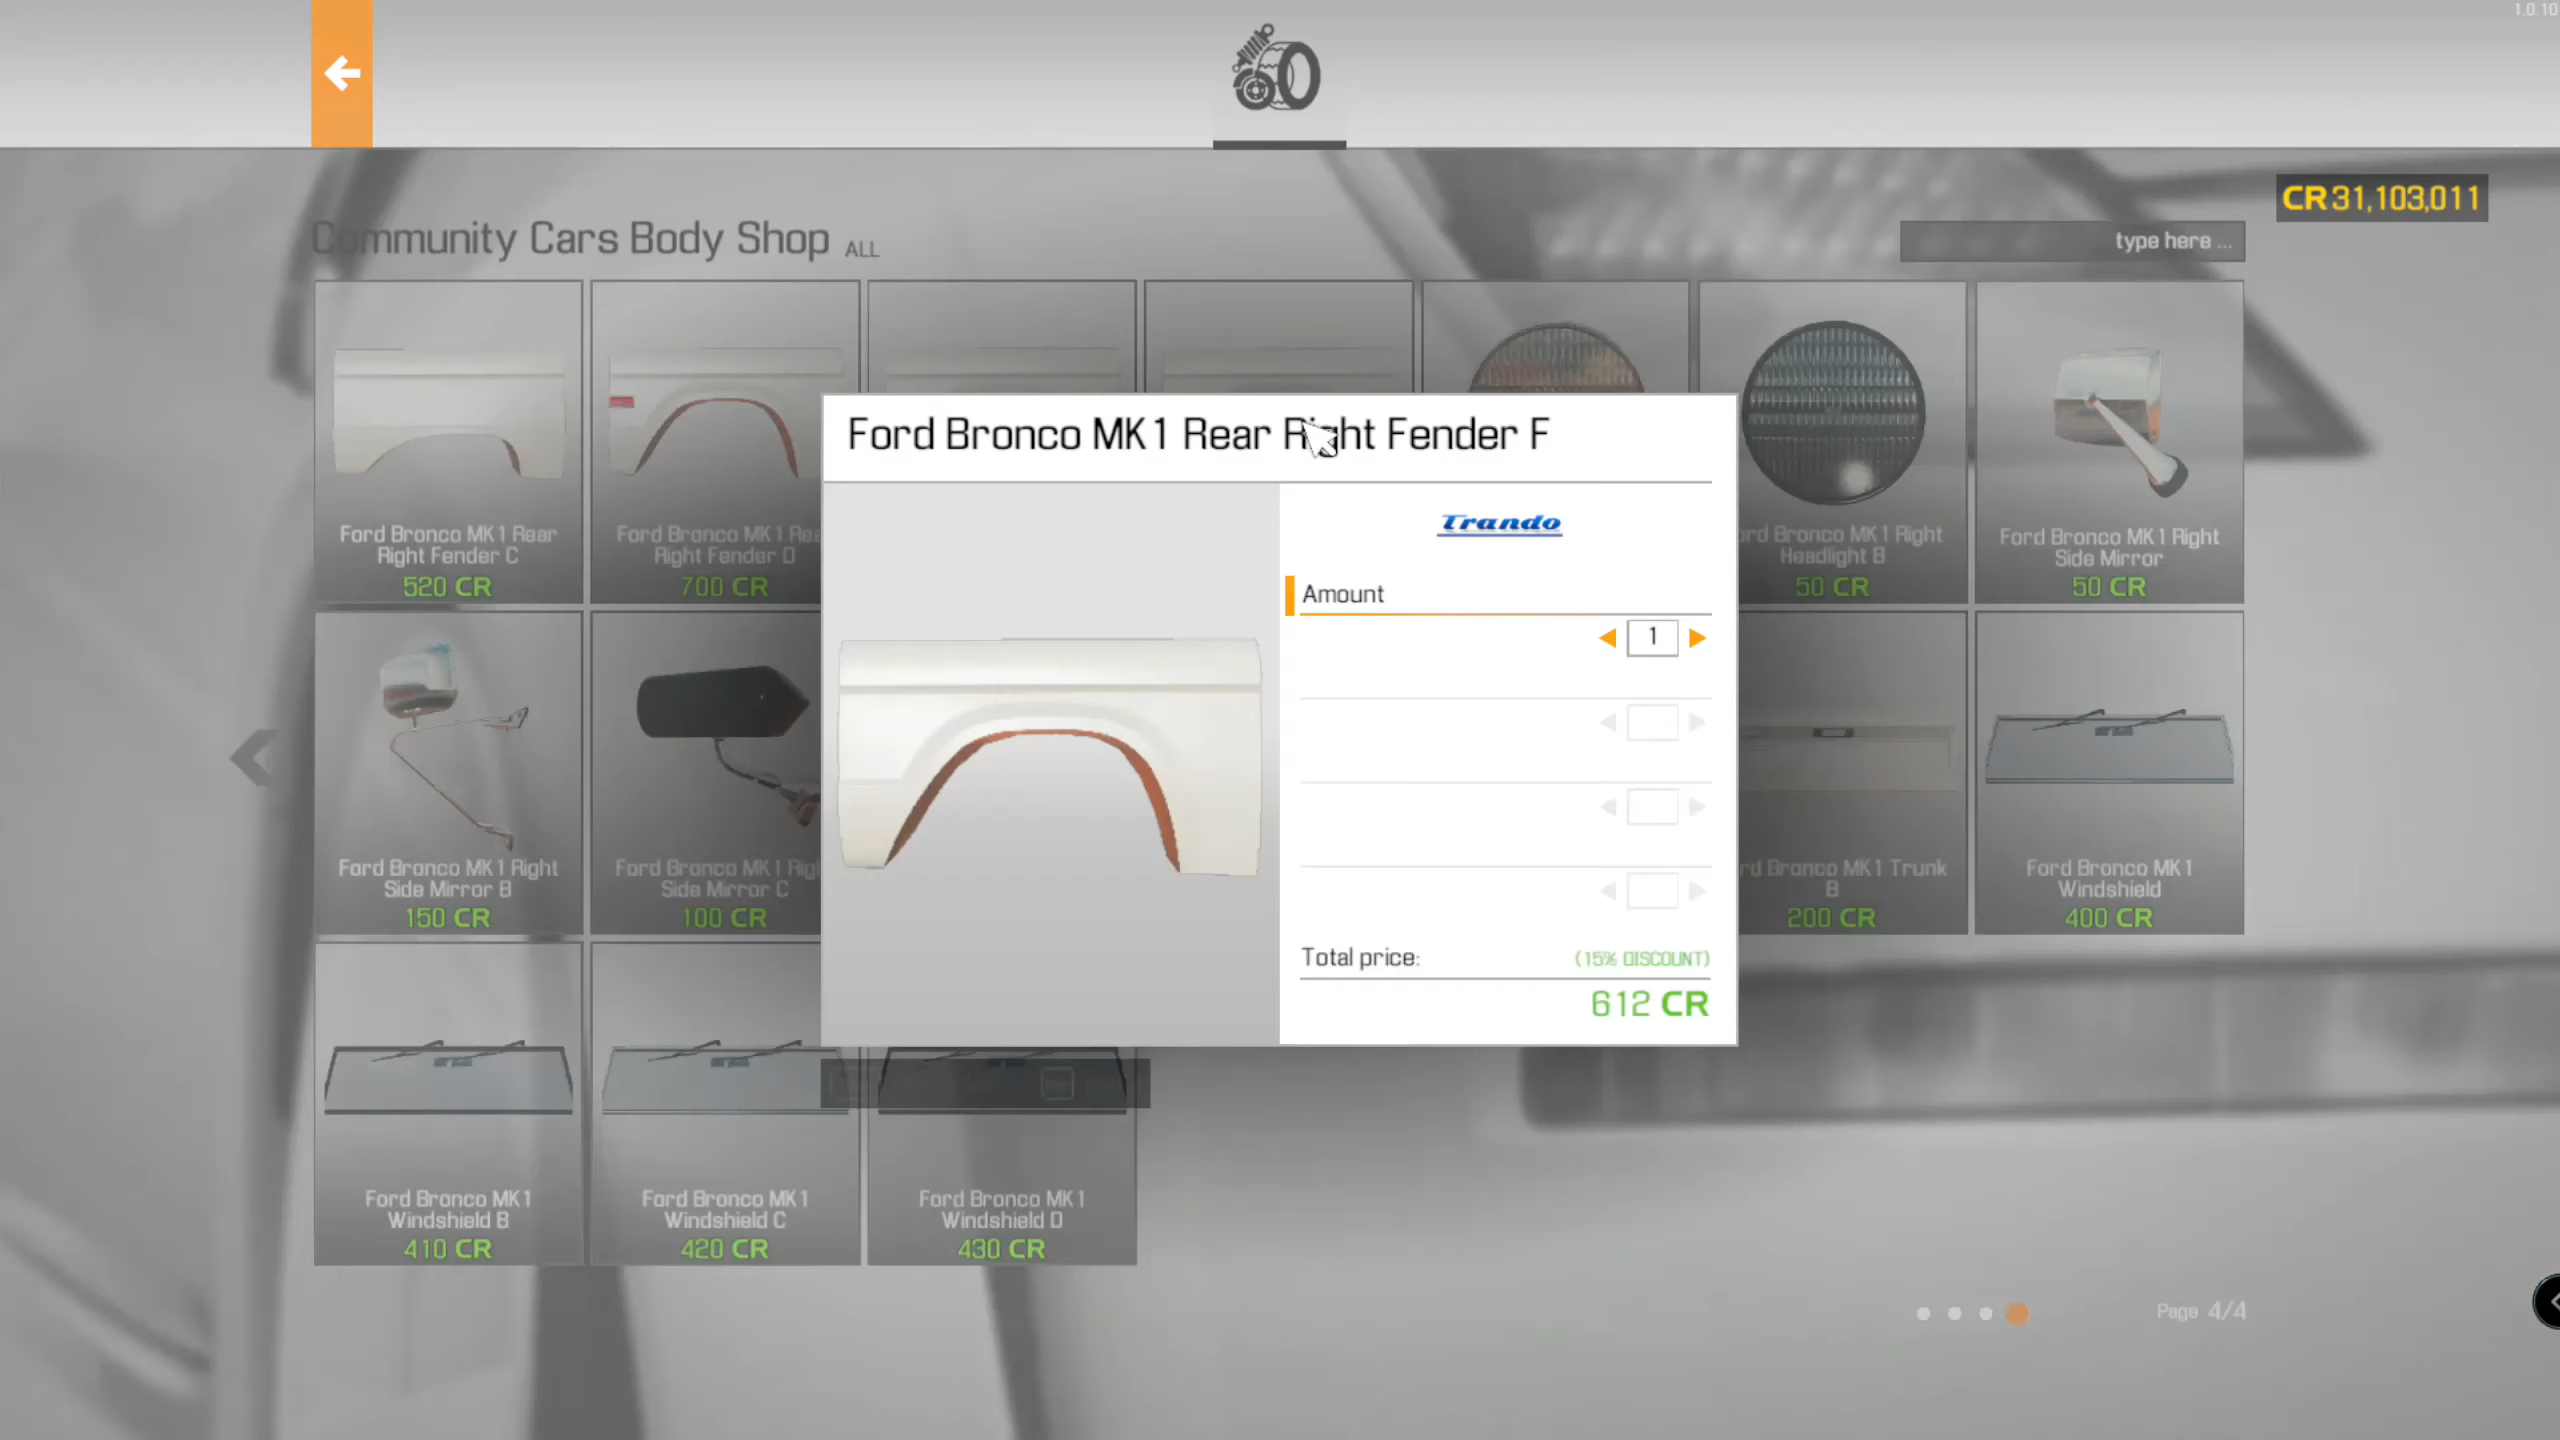 1.0.10
CR 31,103,011
Community Cars Body Shop ALL
type here ...
Ford Bronco MK1 Rear
Right Fender C
520 CR
Ford Bronco MK1 Rea
Right Fender D
700 CR
Ford Bronco MK1 Rear Right Fender F
Trando
Amount
1
Total price:
(15% DISCOUNT)
612 CR
ord Bronco MK1 Right
Headlight B
50 CR
Ford Bronco MK1 Right
Side Mirror
50 CR
Ford Bronco MK1 Right
Side Mirror B
150 CR
Ford Bronco MK1 Righ
Side Mirror C
100 CR
rd Bronco MK1 Trunk
B
200 CR
Ford Bronco MK1
Windshield
400 CR
Ford Bronco MK1
Windshield B
410 CR
Ford Bronco MK1
Windshield C
420 CR
Ford Bronco MK1
Windshield D
430 CR
Page 4/4